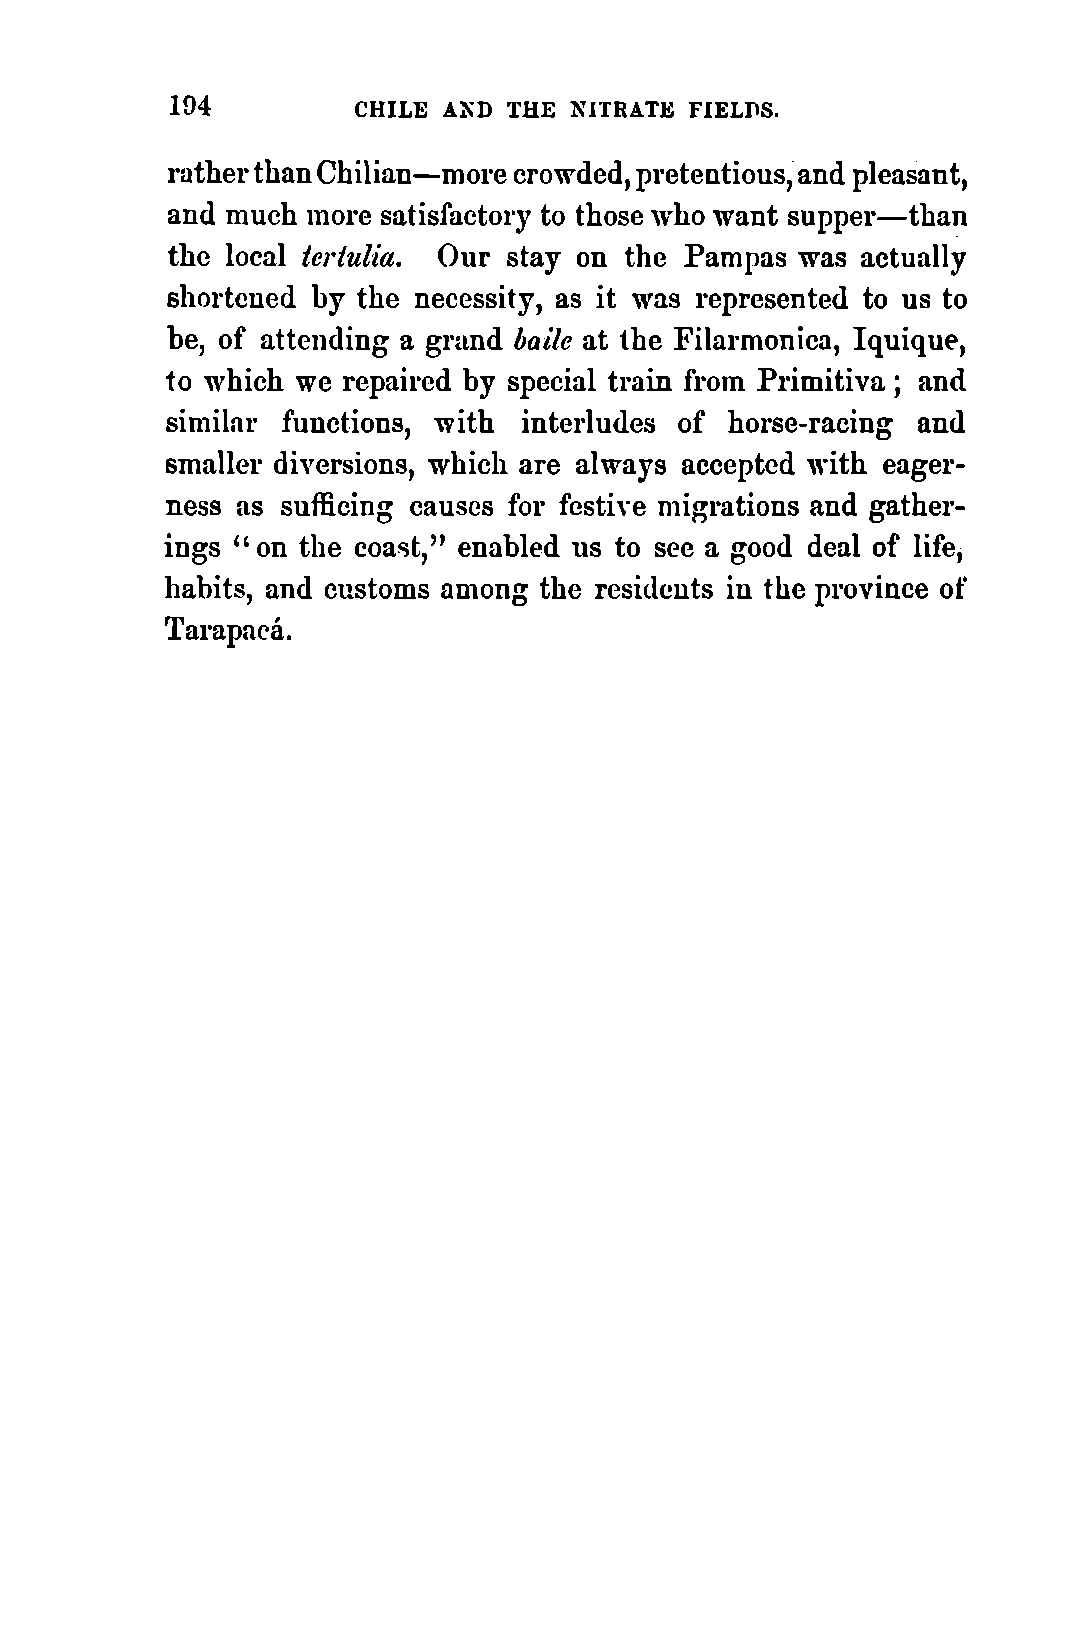 194 CHILE AND THE NITRATE FIELDS.
rather than Chilian—more crowded, pretentious, and pleasant,
and much more satisfactory to those who want supper—than
the local tertulia. Our stay on the Pampas was actually
shortened by the necessity, as it was represented to us to
be, of attending a grand baile at the Filarmonica, Iquique,
to which we repaired by special train from Primitiva; and
similar functions, with interludes of horse-racing and
smaller diversions, which are always accepted with eager-
ness as sufficing causes for festive migrations and gather-
ings "on the coast," enabled us to see a good deal of life,
habits, and customs among the residents in the province of
Tarapacá.